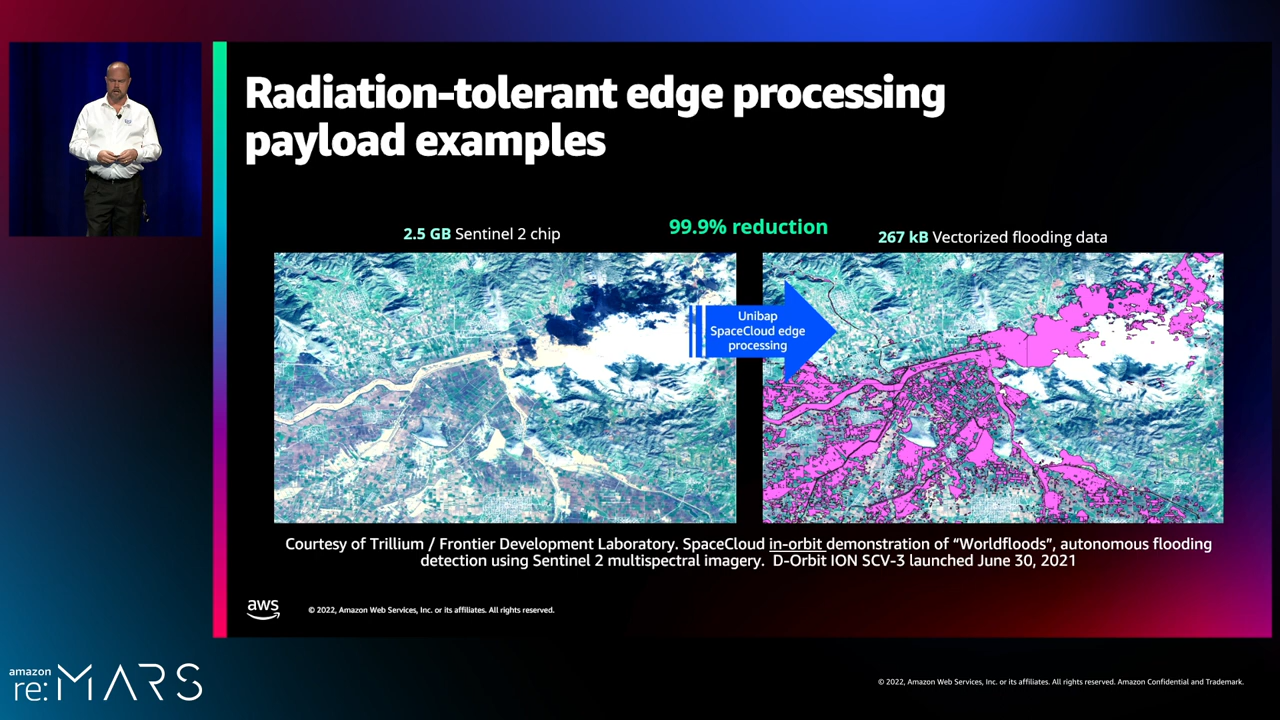 Radiation-tolerant edge processing
payload examples
2.5 GB Sentinel 2 chip
99.9% reduction
267 kB Vectorized flooding data
Unibap
SpaceCloud edge
processing
Courtesy of Trillium / Frontier Development Laboratory. SpaceCloud in-orbit demonstration of “Worldfloods”, autonomous flooding
detection using Sentinel 2 multispectral imagery. D-Orbit ION SCV-3 launched June 30, 2021
aws
© 2022, Amazon Web Services, Inc. or its affiliates. All rights reserved.
amazon
re:MARS
© 2022, Amazon Web Services, Inc. or its affiliates. All rights reserved. Amazon Confidential and Trademark.